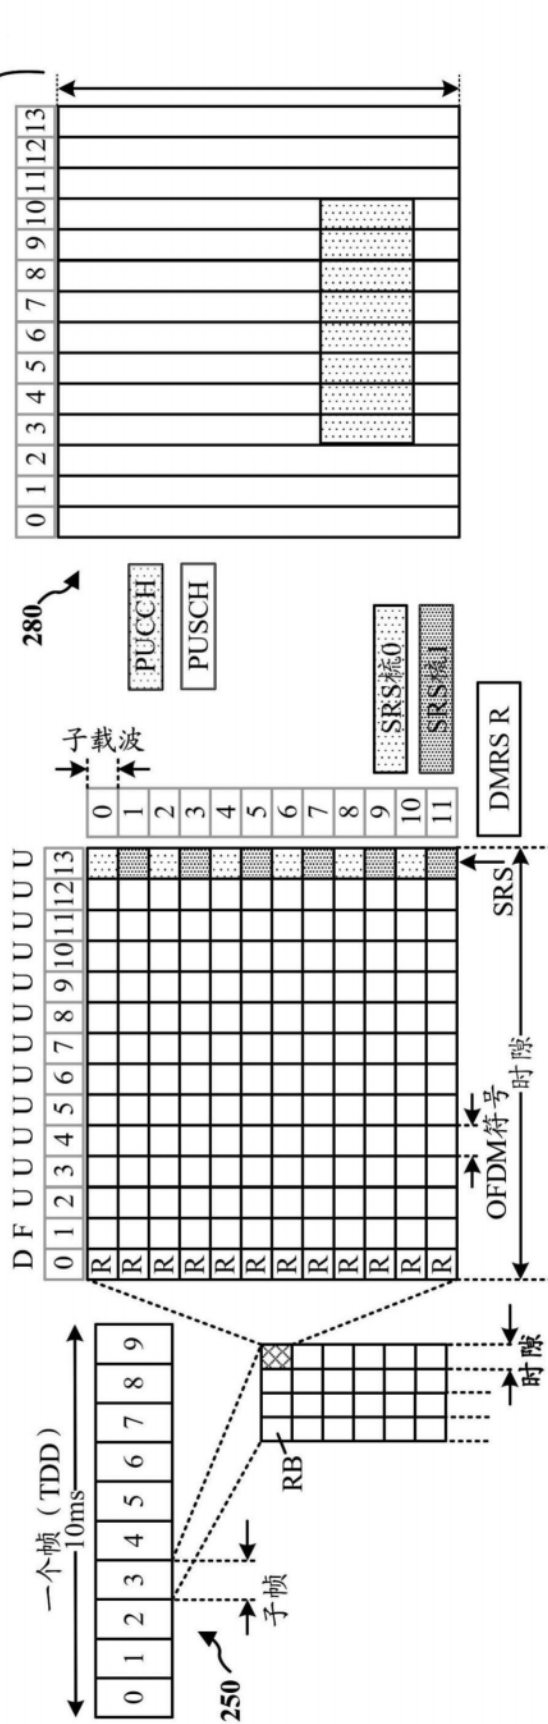 一个帧（TDD）
10ms
0 1 2 3 4 5 6 7 8 9
子帧
250
RB
时隙
D F U U U U U U U U U U U U
0 1 2 3 4 5 6 7 8 9 10 11 12 13
R 0
R 1
R 2
R 3
R 4
R 5
R 6
R 7
R 8
R 9
R 10
R 11
子载波
OFDM符号
SRS
时隙
280
PUCCH
PUSCH
SRS梳0
SRS梳1
DMRS R
0 1 2 3 4 5 6 7 8 9 10 11 12 13